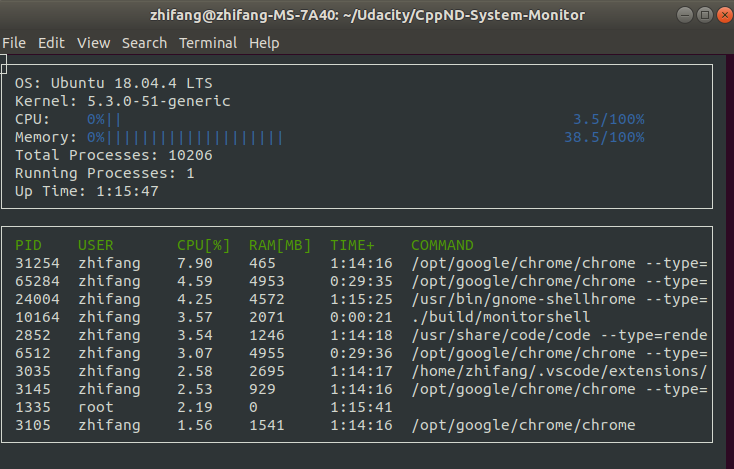 zhifang@zhifang-MS-7A40: ~/Udacity/CppND-System-Monitor
File Edit View Search Terminal Help
OS: Ubuntu 18.04.4 LTS
Kernel: 5.3.0-51-generic
CPU: 0%|| 3.5/100%
Memory: 0%|||||||||||||||||||| 38.5/100%
Total Processes: 10206
Running Processes: 1
Up Time: 1:15:47
PID USER CPU[%] RAM[MB] TIME+ COMMAND
31254 zhifang 7.90 465 1:14:16 /opt/google/chrome/chrome --type=
65284 zhifang 4.59 4953 0:29:35 /opt/google/chrome/chrome --type=
24004 zhifang 4.25 4572 1:15:25 /usr/bin/gnome-shellhrome --type=
10164 zhifang 3.57 2071 0:00:21 ./build/monitorshell
2852 zhifang 3.54 1246 1:14:18 /usr/share/code/code --type=rende
6512 zhifang 3.07 4955 0:29:36 /opt/google/chrome/chrome --type=
3035 zhifang 2.58 2695 1:14:17 /home/zhifang/.vscode/extensions/
3145 zhifang 2.53 929 1:14:16 /opt/google/chrome/chrome --type=
1335 root 2.19 0 1:15:41
3105 zhifang 1.56 1541 1:14:16 /opt/google/chrome/chrome